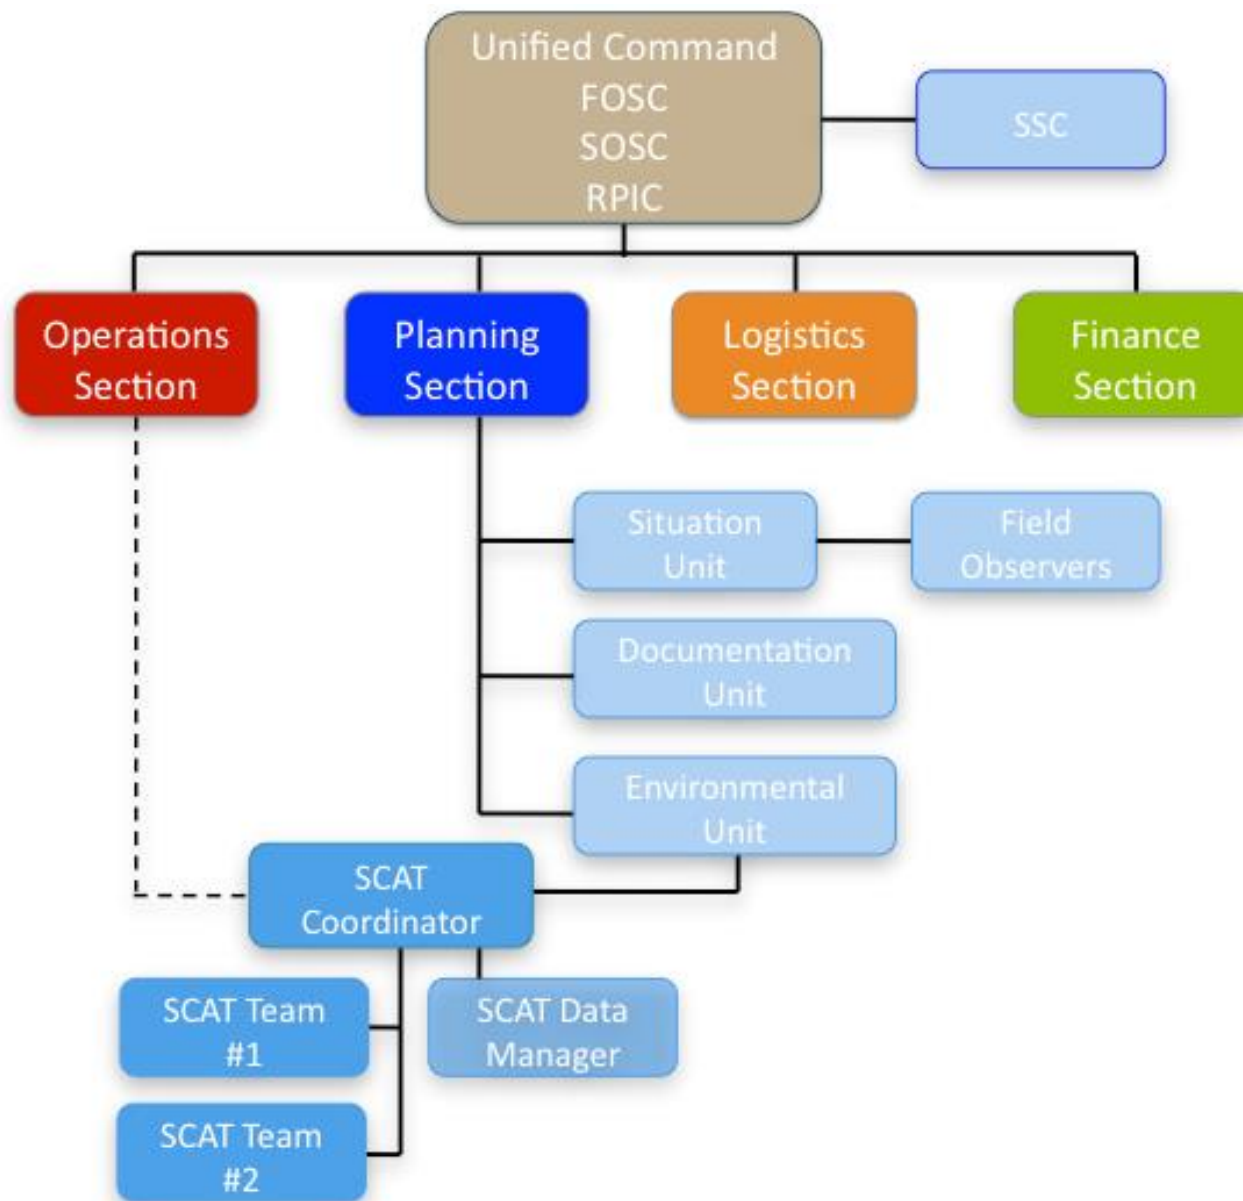 Unified Command
FOSC
SOSC
RPIC
SSC
Operations
Section
Planning
Section
Logistics
Section
Finance
Section
Situation
Unit
Field
Observers
Documentation
Unit
Environmental
Unit
SCAT
Coordinator
SCAT Team
#1
SCAT Data
Manager
SCAT Team
#2